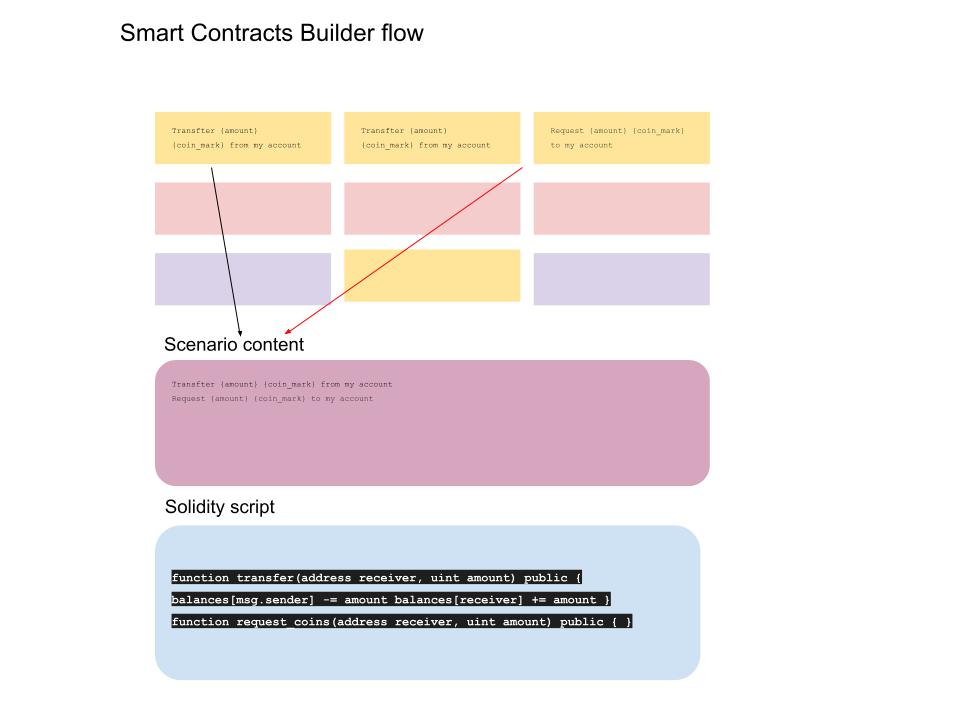 Smart Contracts Builder flow
Transfter {amount}
{coin_mark} from my account
Transfter {amount}
{coin_mark} from my account
Request {amount} {coin_mark}
to my account
Scenario content
Transfter {amount} {coin_mark} from my account
Request {amount} {coin_mark} to my account
Solidity script
function transfer(address receiver, uint amount) public {
balances[msg.sender] -= amount balances[receiver] += amount }
function request_coins(address receiver, uint amount) public { }